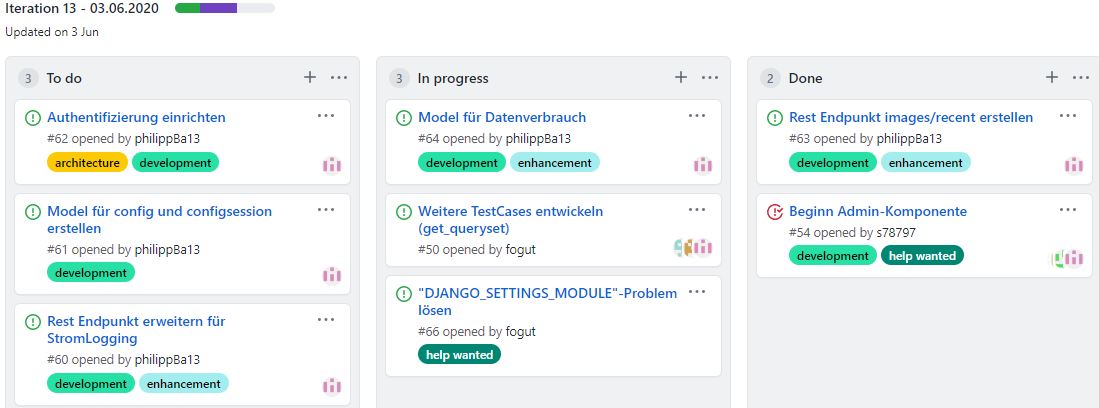 Iteration 13 - 03.06.2020
Updated on 3 Jun
3 To do
Authentifizierung einrichten
#62 opened by philippBa13
architecture development
Model für config und configsession
erstellen
#61 opened by philippBa13
development
Rest Endpunkt erweitern für
StromLogging
#60 opened by philippBa13
development enhancement
3 In progress
Model für Datenverbrauch
#64 opened by philippBa13
development enhancement
Weitere TestCases entwickeln
(get_queryset)
#50 opened by fogut
"DJANGO_SETTINGS_MODULE"-Problem
lösen
#66 opened by fogut
help wanted
2 Done
Rest Endpunkt images/recent erstellen
#63 opened by philippBa13
development enhancement
Beginn Admin-Komponente
#54 opened by s78797
development help wanted